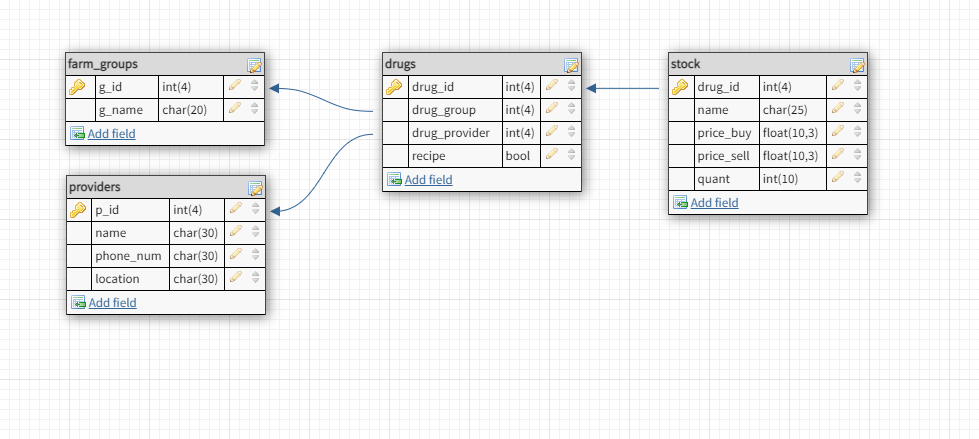 farm_groups
g_id int(4)
g_name char(20)
Add field
providers
p_id int(4)
name char(30)
phone_num char(30)
location char(30)
Add field
drugs
drug_id int(4)
drug_group int(4)
drug_provider int(4)
recipe bool
Add field
stock
drug_id int(4)
name char(25)
price_buy float(10,3)
price_sell float(10,3)
quant int(10)
Add field